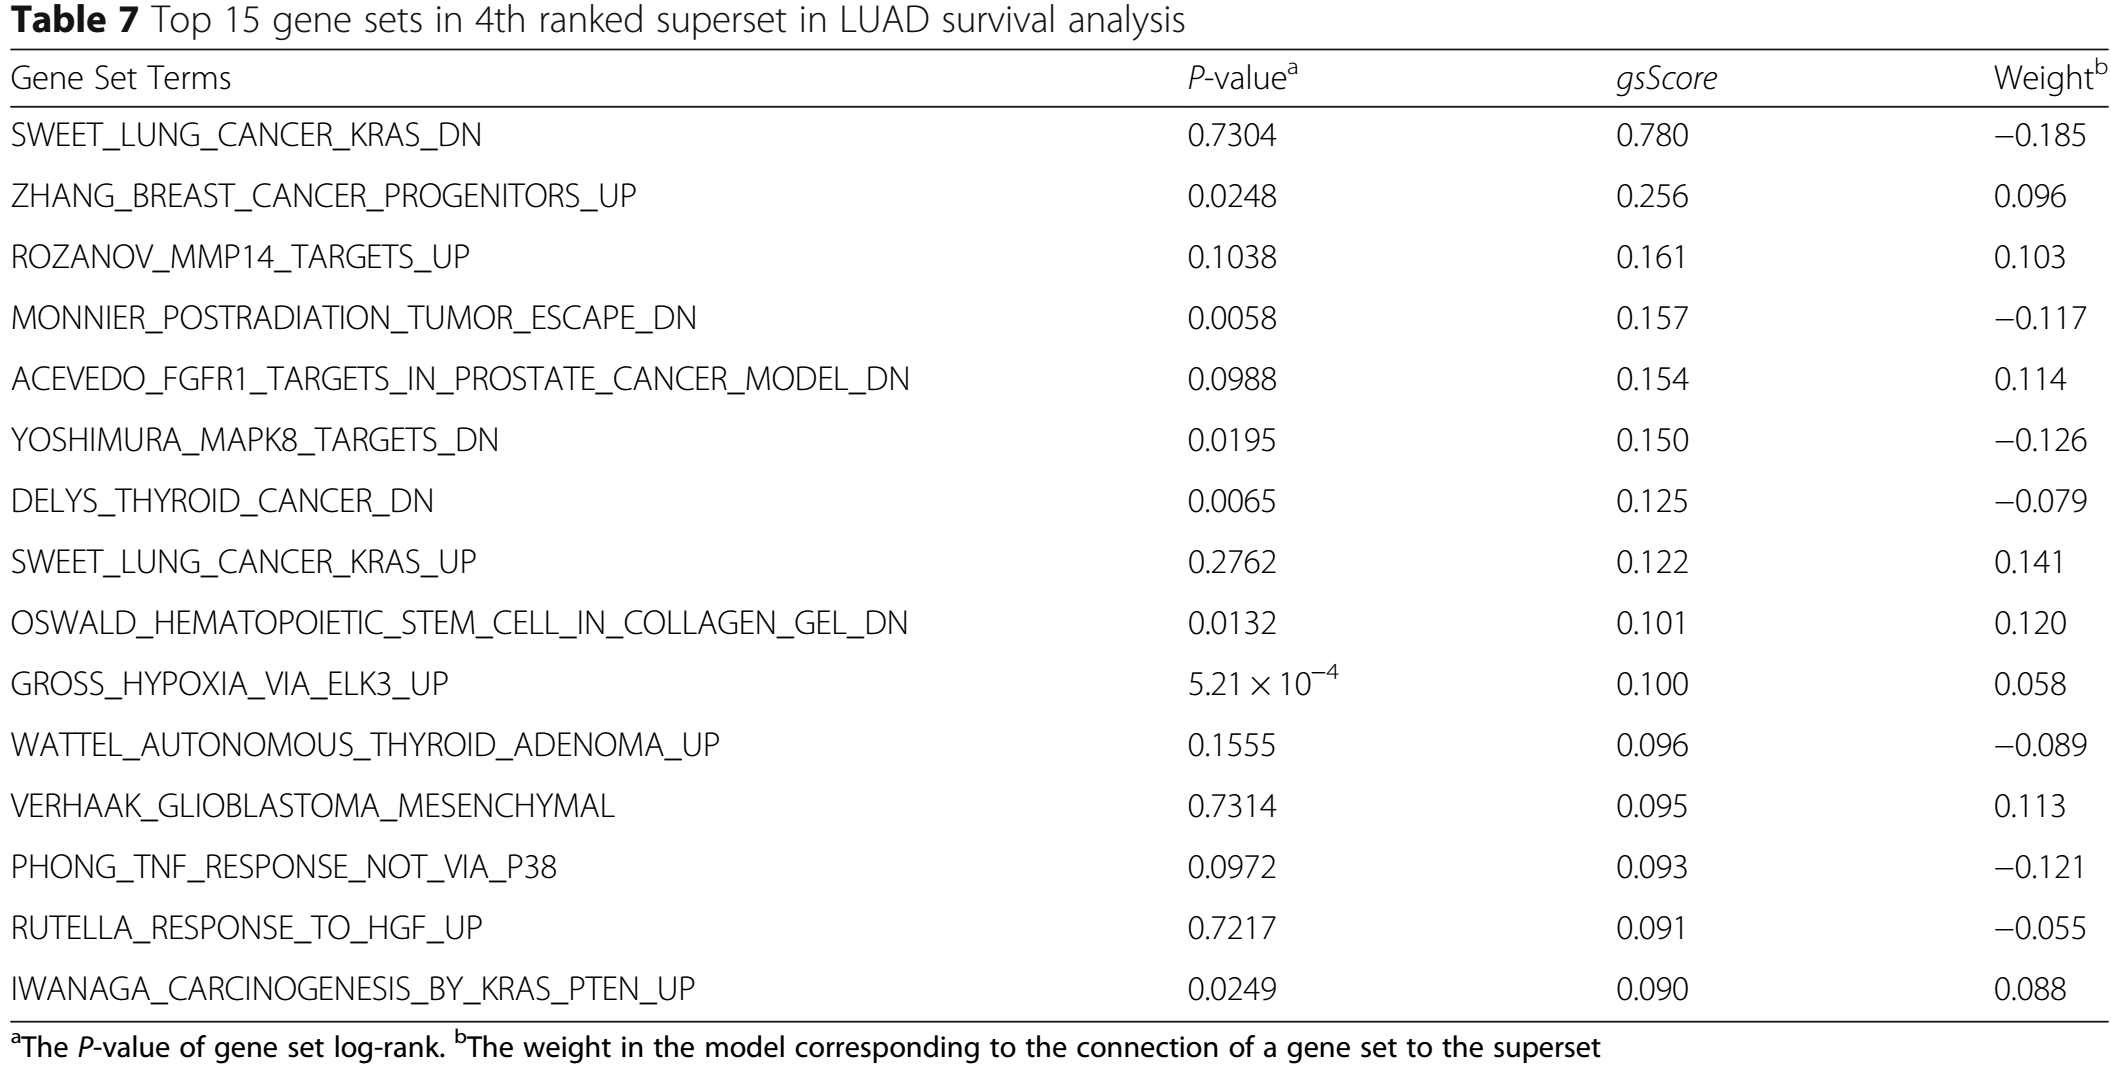 Table 7 Top 15 gene sets in 4th ranked superset in LUAD survival analysis
Gene Set Terms P-valueᵃ gsScore Weightᵇ
SWEET_LUNG_CANCER_KRAS_DN 0.7304 0.780 −0.185
ZHANG_BREAST_CANCER_PROGENITORS_UP 0.0248 0.256 0.096
ROZANOV_MMP14_TARGETS_UP 0.1038 0.161 0.103
MONNIER_POSTRADIATION_TUMOR_ESCAPE_DN 0.0058 0.157 −0.117
ACEVEDO_FGFR1_TARGETS_IN_PROSTATE_CANCER_MODEL_DN 0.0988 0.154 0.114
YOSHIMURA_MAPK8_TARGETS_DN 0.0195 0.150 −0.126
DELYS_THYROID_CANCER_DN 0.0065 0.125 −0.079
SWEET_LUNG_CANCER_KRAS_UP 0.2762 0.122 0.141
OSWALD_HEMATOPOIETIC_STEM_CELL_IN_COLLAGEN_GEL_DN 0.0132 0.101 0.120
GROSS_HYPOXIA_VIA_ELK3_UP 5.21 × 10⁻⁴ 0.100 0.058
WATTEL_AUTONOMOUS_THYROID_ADENOMA_UP 0.1555 0.096 −0.089
VERHAAK_GLIOBLASTOMA_MESENCHYMAL 0.7314 0.095 0.113
PHONG_TNF_RESPONSE_NOT_VIA_P38 0.0972 0.093 −0.121
RUTELLA_RESPONSE_TO_HGF_UP 0.7217 0.091 −0.055
IWANAGA_CARCINOGENESIS_BY_KRAS_PTEN_UP 0.0249 0.090 0.088
ᵃThe P-value of gene set log-rank. ᵇThe weight in the model corresponding to the connection of a gene set to the superset